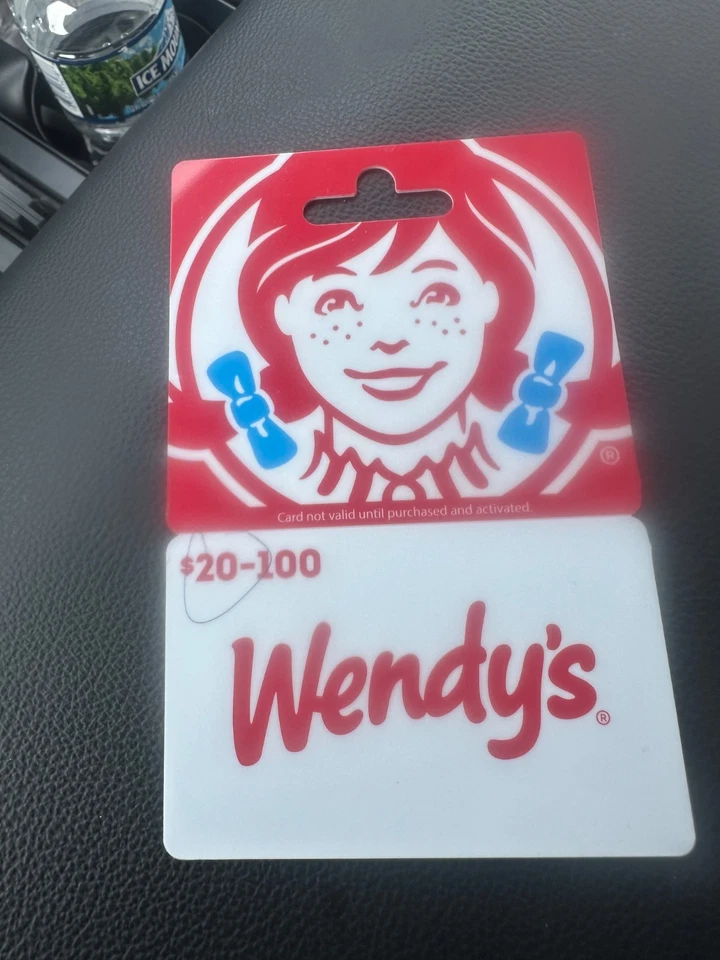 ICE MO
Card not valid until purchased and activated.
$20-100
Wendy's®